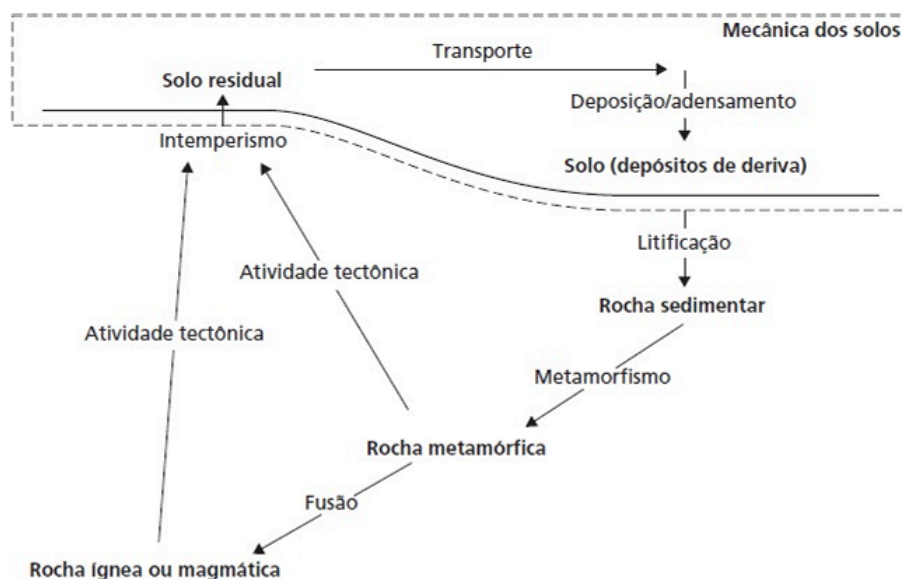 Mecânica dos solos
Transporte
Solo residual
Deposição/adensamento
Intemperismo
Solo (depósitos de deriva)
Litificação
Atividade tectônica
Rocha sedimentar
Atividade tectônica
Metamorfismo
Rocha metamórfica
Fusão
Rocha ígnea ou magmática